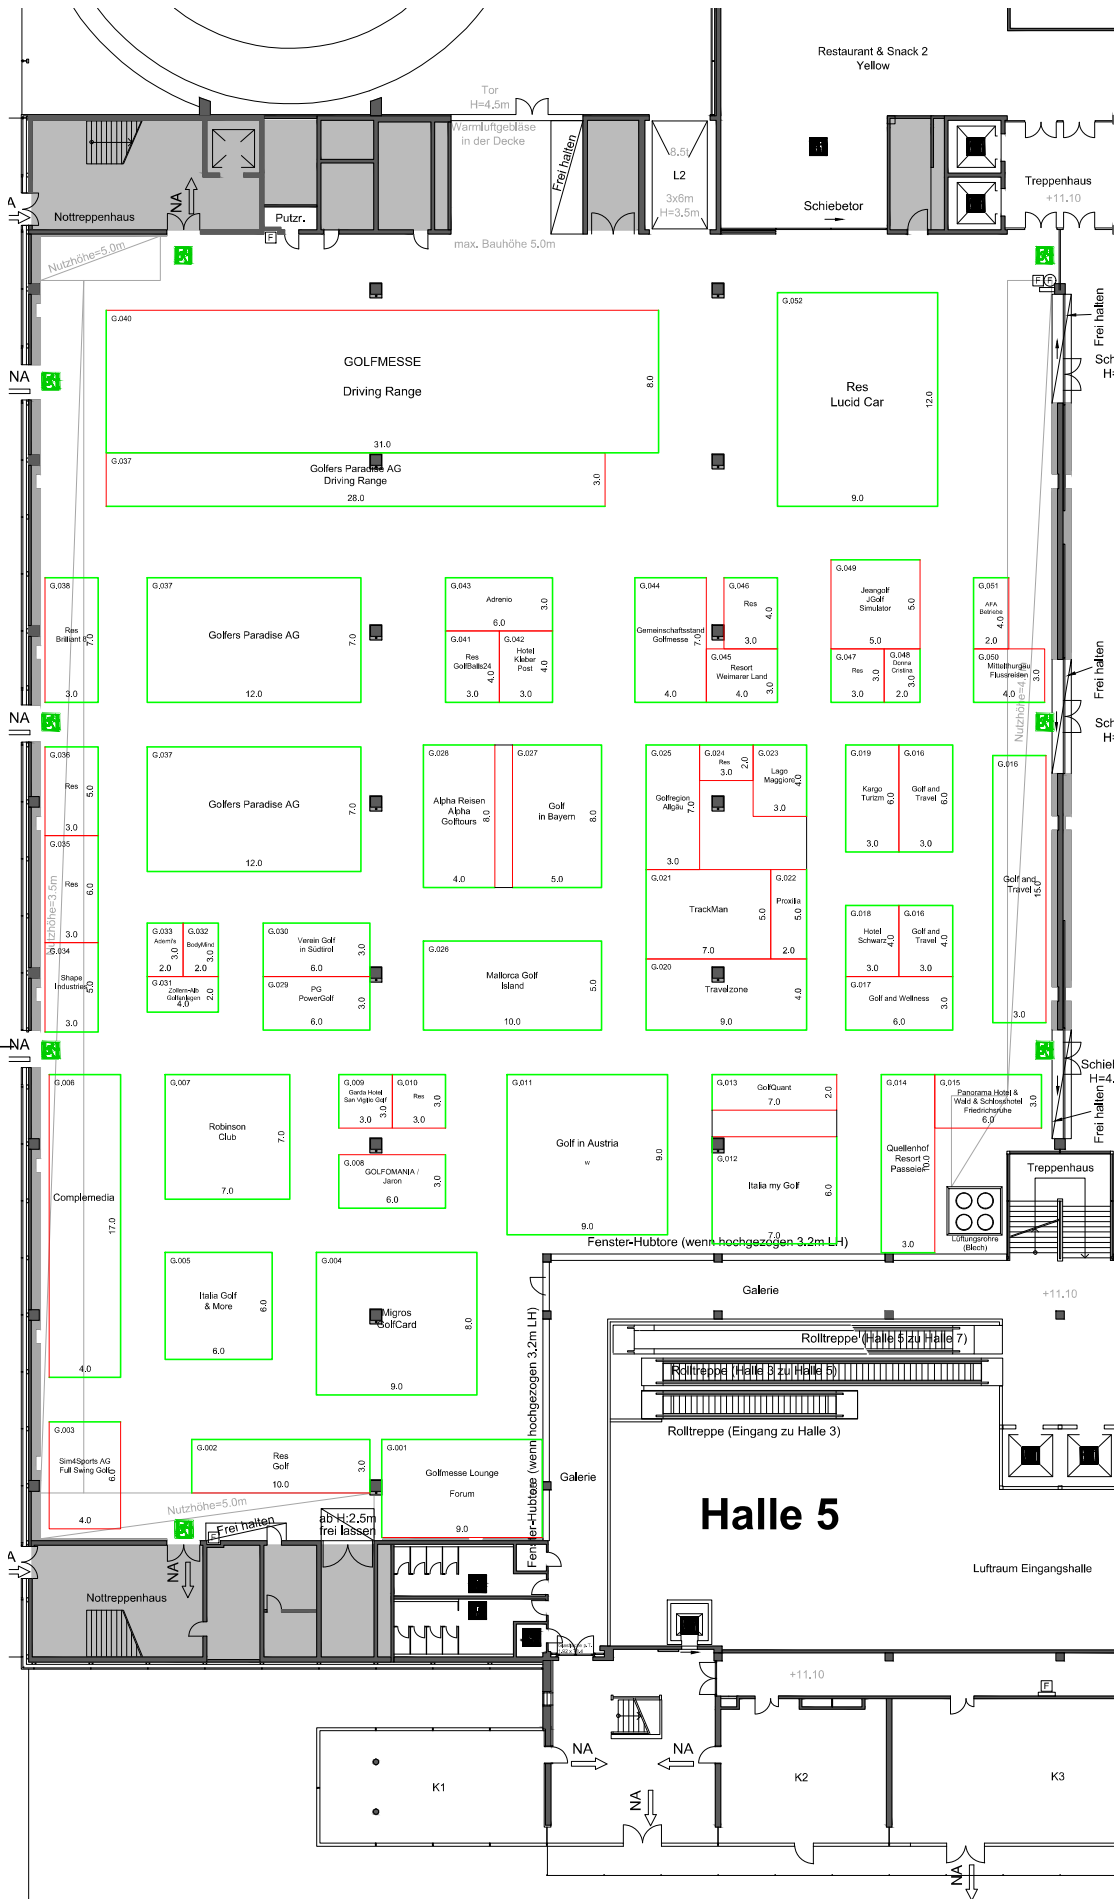 Restaurant & Snack 2
Yellow
Tor
H=4.5m
Warmluftgebläse
in der Decke
Frei halten
8.5t
L2
3x6m
H=3.5m
Schiebetor
Treppenhaus
+11.10
NA
Nottreppenhaus
NA
Putzr.
F
max. Bauhöhe 5.0m
Nutzhöhe=5.0m
F
F
Frei halten
G.040
GOLFMESSE
Driving Range
8.0
31.0
G.052
Res
Lucid Car
12.0
9.0
NA
Sch
H=
G.037
Golfers Paradise AG
Driving Range
3.0
28.0
G.038
Res
Brilliant 8
7.0
3.0
G.037
Golfers Paradise AG
7.0
12.0
G.043
Adrenio
3.0
6.0
G.041
Res
GolfBalls24
4.0
3.0
G.042
Hotel
Kleber
Post
4.0
3.0
G.044
Gemeinschaftsstand
Golfmesse
7.0
4.0
G.046
Res
4.0
3.0
G.045
Resort
Weimarer Land
3.0
4.0
G.049
Jeangolf
JGolf
Simulator
5.0
5.0
G.047
Res
3.0
3.0
G.048
Donna
Cristina
3.0
2.0
G.051
AFA
Betriebe
4.0
2.0
G.050
Mittelthurgau
Flussreisen
3.0
4.0
Frei halten
Nutzhöhe=4.
NA
Sch
H=
G.036
Res
5.0
3.0
G.037
Golfers Paradise AG
7.0
12.0
G.028
Alpha Reisen
Alpha
Golftours
8.0
4.0
G.027
Golf
in Bayern
8.0
5.0
G.025
Golfregion
Allgäu
7.0
3.0
G.024
Res
2.0
3.0
G.023
Lago
Maggiore
4.0
3.0
G.019
Kargo
Turizm
6.0
3.0
G.016
Golf and
Travel
6.0
3.0
G.016
Golf and
Travel
15.0
3.0
G.035
Res
6.0
3.0
Nutzhöhe=3.5m
G.021
TrackMan
5.0
7.0
G.022
Proxilia
5.0
2.0
G.034
Shape
Industries
5.0
3.0
G.033
Ademi's
3.0
2.0
G.032
BodyMind
3.0
2.0
G.031
Zollern-Alb
Golfanlagen
2.0
4.0
G.030
Verein Golf
in Südtirol
3.0
6.0
G.029
PG
PowerGolf
3.0
6.0
G.026
Mallorca Golf
Island
5.0
10.0
G.020
Travelzone
4.0
9.0
G.018
Hotel
Schwarz
4.0
3.0
G.016
Golf and
Travel
4.0
3.0
G.017
Golf and Wellness
3.0
6.0
NA
Schiel
H=4.
Frei halten
G.006
Complemedia
17.0
4.0
G.007
Robinson
Club
7.0
7.0
G.009
Garda Hotel
San Vigilio Golf
3.0
3.0
G.010
Res
3.0
3.0
G.008
GOLFOMANIA /
Jaron
3.0
6.0
G.011
Golf in Austria
w
9.0
9.0
G.013
GolfQuant
2.0
7.0
G.012
Italia my Golf
6.0
7.0
G.014
Quellenhof
Resort
Passeier
10.0
3.0
G.015
Panorama Hotel &
Wald & Schlosshotel
Friedrichsruhe
3.0
6.0
Treppenhaus
Lüftungsrohre
(Blech)
Fenster-Hubtore (wenn hochgezogen 3.2m LH)
G.005
Italia Golf
& More
6.0
6.0
G.004
Migros
GolfCard
8.0
9.0
Galerie
+11.10
Rolltreppe (Halle 5 zu Halle 7)
Rolltreppe (Halle 3 zu Halle 5)
Rolltreppe (Eingang zu Halle 3)
Fenster-Hubtore (wenn hochgezogen 3.2m LH)
G.003
Sim4Sports AG
Full Swing Golf
6.0
4.0
G.002
Res
Golf
3.0
10.0
G.001
Golfmesse Lounge
Forum
9.0
Galerie
Halle 5
Nutzhöhe=5.0m
F
Frei halten
ab H:2.5m
frei lassen
NA
NA
Nottreppenhaus
Luftraum Eingangshalle
+11.10
F
K1
NA
NA
NA
K2
K3
NA